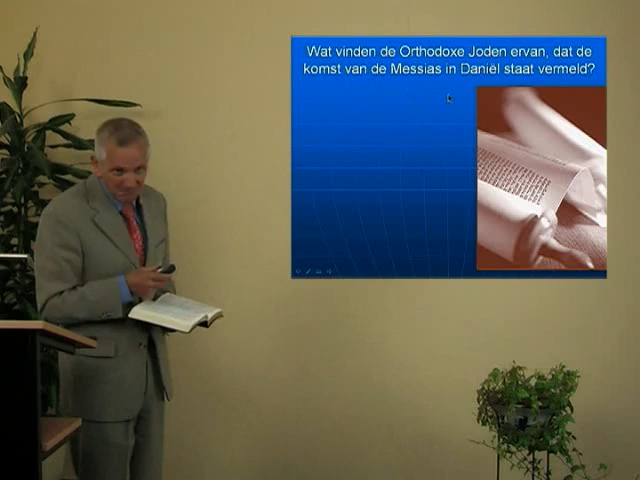 Wat vinden de Orthodoxe Joden ervan, dat de
komst van de Messias in Daniël staat vermeld?